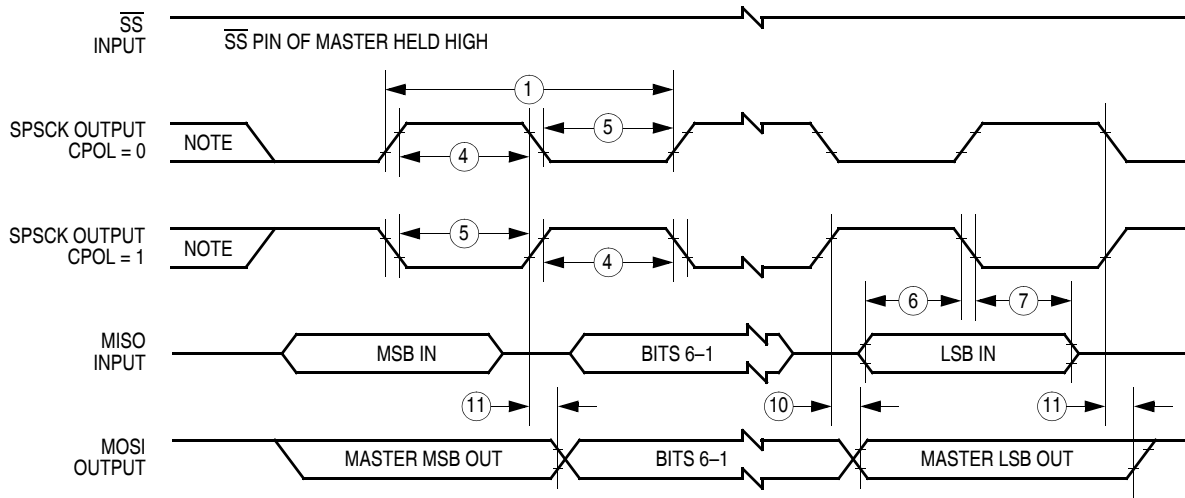 SS
INPUT
SS PIN OF MASTER HELD HIGH
1
SPSCK OUTPUT
CPOL = 0
NOTE
5
4
SPSCK OUTPUT
CPOL = 1
NOTE
5
4
6
7
MISO
INPUT
MSB IN
BITS 6–1
LSB IN
11
10
11
MOSI
OUTPUT
MASTER MSB OUT
BITS 6–1
MASTER LSB OUT